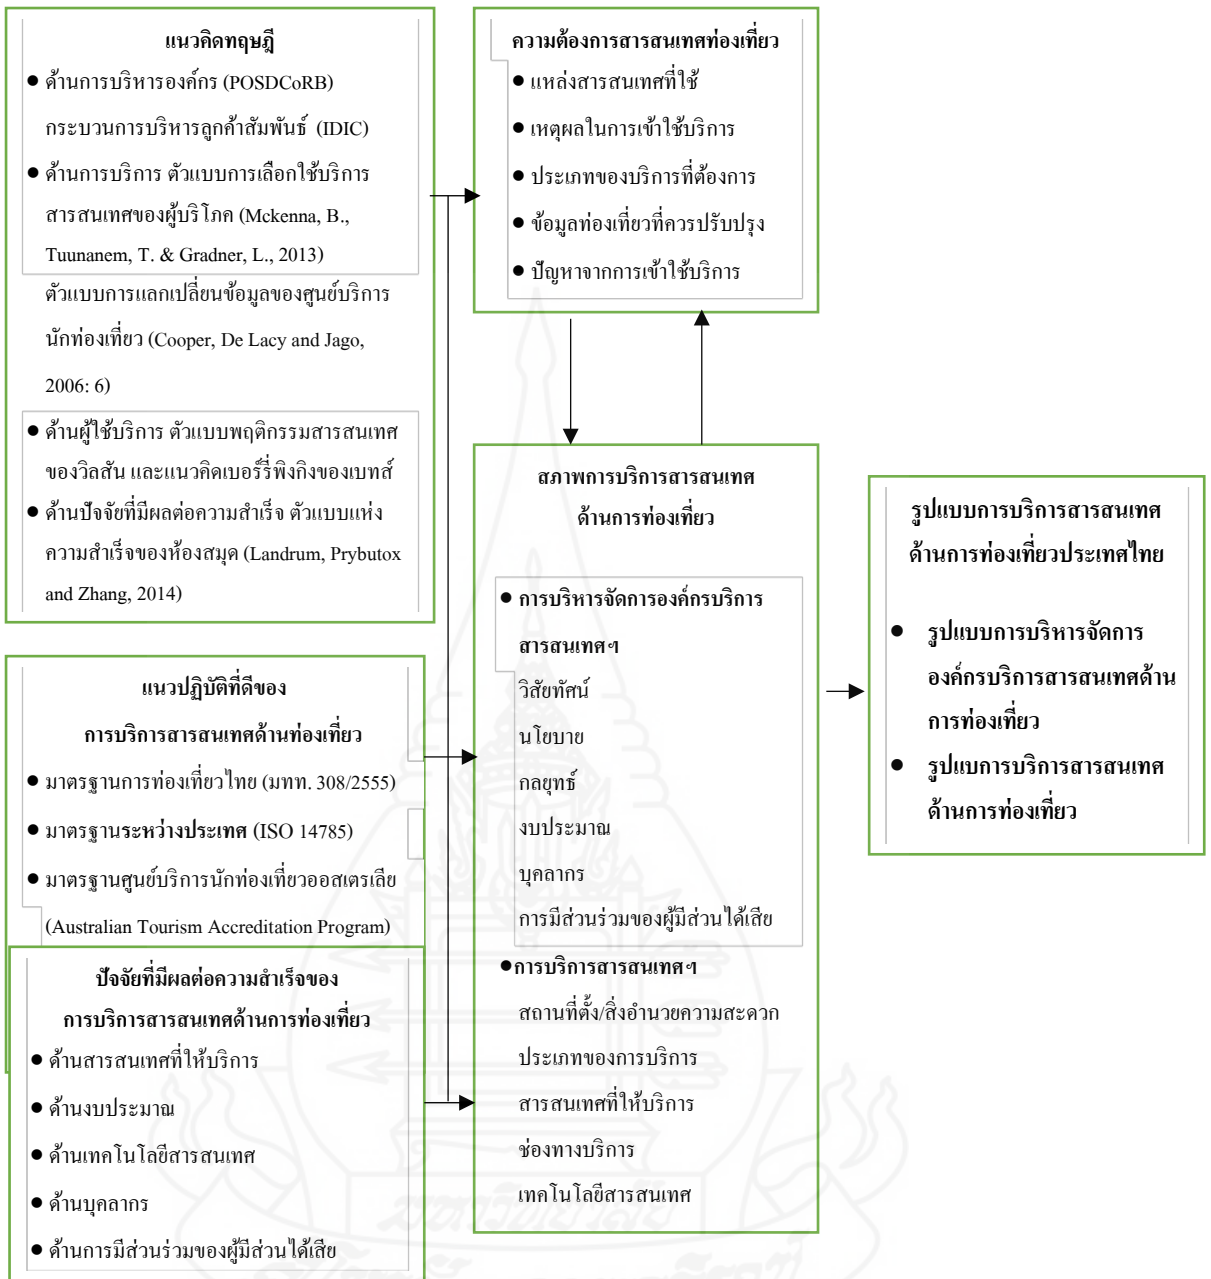 แนวคิดทฤษฎี
● ด้านการบริหารองค์กร (POSDCoRB)
กระบวนการบริหารลูกค้าสัมพันธ์ (IDIC)
● ด้านการบริการ ตัวแบบการเลือกใช้บริการ
สารสนเทศของผู้บริโภค (Mckenna, B.,
Tuunanem, T. & Gradner, L., 2013)
ตัวแบบการแลกเปลี่ยนข้อมูลของศูนย์บริการ
นักท่องเที่ยว (Cooper, De Lacy and Jago,
2006: 6)
● ด้านผู้ใช้บริการ ตัวแบบพฤติกรรมสารสนเทศ
ของวิลสัน และแนวคิดเบอร์รี่พิงกิงของเบทส์
● ด้านปัจจัยที่มีผลต่อความสำเร็จ ตัวแบบแห่ง
ความสำเร็จของห้องสมุด (Landrum, Prybutox
and Zhang, 2014)
แนวปฏิบัติที่ดีของ
การบริการสารสนเทศด้านท่องเที่ยว
● มาตรฐานการท่องเที่ยวไทย (มทท. 308/2555)
● มาตรฐานระหว่างประเทศ (ISO 14785)
● มาตรฐานศูนย์บริการนักท่องเที่ยวออสเตรเลีย
(Australian Tourism Accreditation Program)
ปัจจัยที่มีผลต่อความสำเร็จของ
การบริการสารสนเทศด้านการท่องเที่ยว
● ด้านสารสนเทศที่ให้บริการ
● ด้านงบประมาณ
● ด้านเทคโนโลยีสารสนเทศ
● ด้านบุคลากร
● ด้านการมีส่วนร่วมของผู้มีส่วนได้เสีย
ความต้องการสารสนเทศท่องเที่ยว
● แหล่งสารสนเทศที่ใช้
● เหตุผลในการเข้าใช้บริการ
● ประเภทของบริการที่ต้องการ
● ข้อมูลท่องเที่ยวที่ควรปรับปรุง
● ปัญหาจากการเข้าใช้บริการ
สภาพการบริการสารสนเทศ
ด้านการท่องเที่ยว
● การบริหารจัดการองค์กรบริการ
สารสนเทศฯ
วิสัยทัศน์
นโยบาย
กลยุทธ์
งบประมาณ
บุคลากร
การมีส่วนร่วมของผู้มีส่วนได้เสีย
●การบริการสารสนเทศฯ
สถานที่ตั้ง/สิ่งอำนวยความสะดวก
ประเภทของการบริการ
สารสนเทศที่ให้บริการ
ช่องทางบริการ
เทคโนโลยีสารสนเทศ
รูปแบบการบริการสารสนเทศ
ด้านการท่องเที่ยวประเทศไทย
● รูปแบบการบริหารจัดการ
องค์กรบริการสารสนเทศด้าน
การท่องเที่ยว
● รูปแบการบริการสารสนเทศ
ด้านการท่องเที่ยว